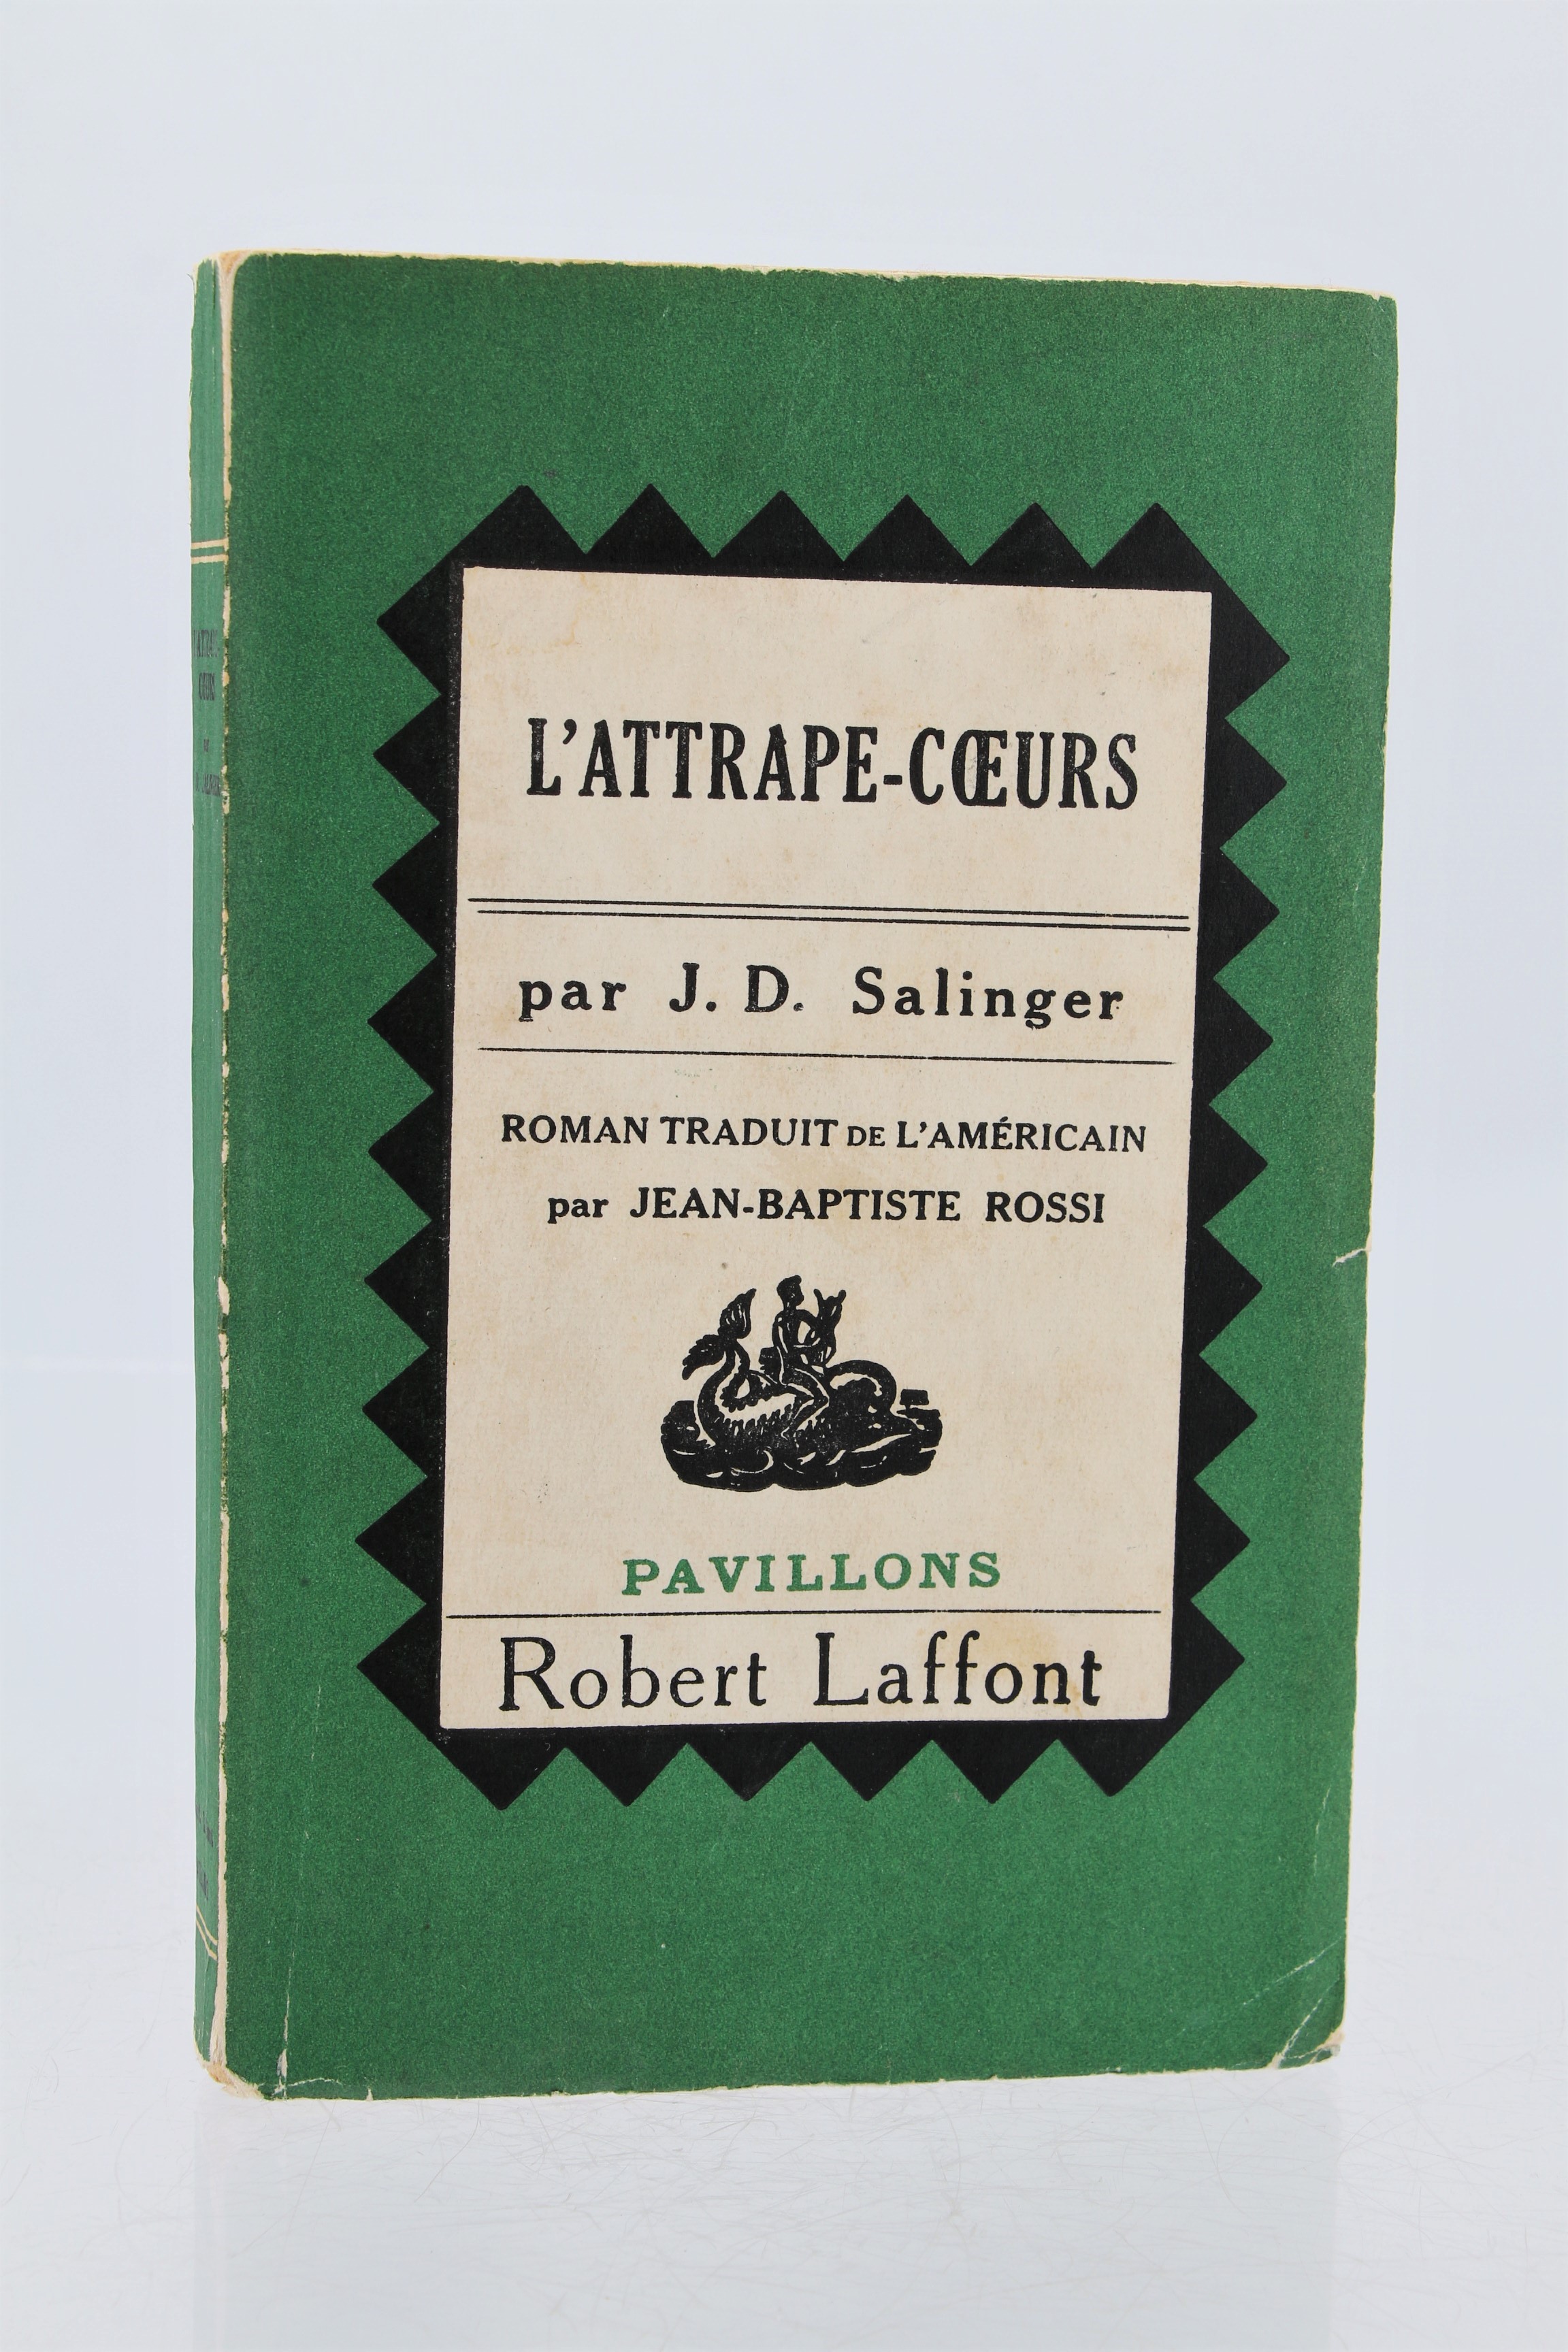 L'ATTRAPE-CŒURS
par J. D. Salinger
ROMAN TRADUIT DE L'AMÉRICAIN
par JEAN-BAPTISTE ROSSI
PAVILLONS
Robert Laffont